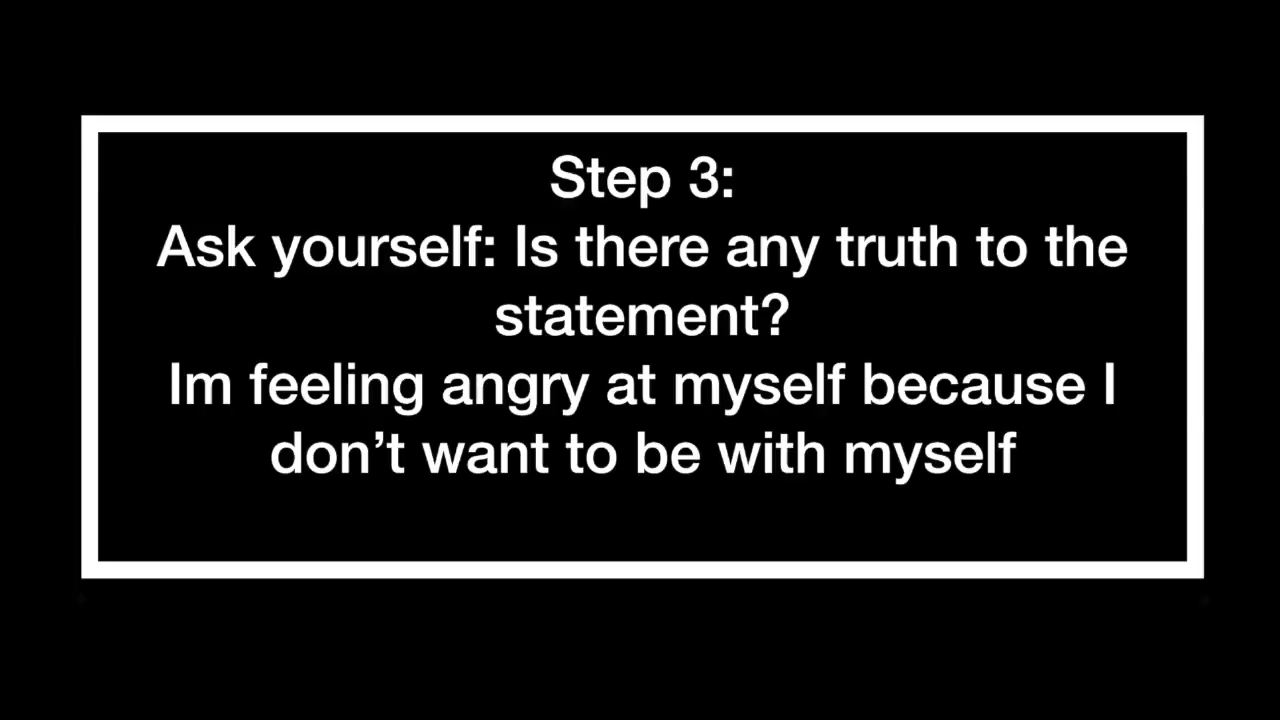 Step 3:
Ask yourself: Is there any truth to the
statement?
Im feeling angry at myself because I
don’t want to be with myself